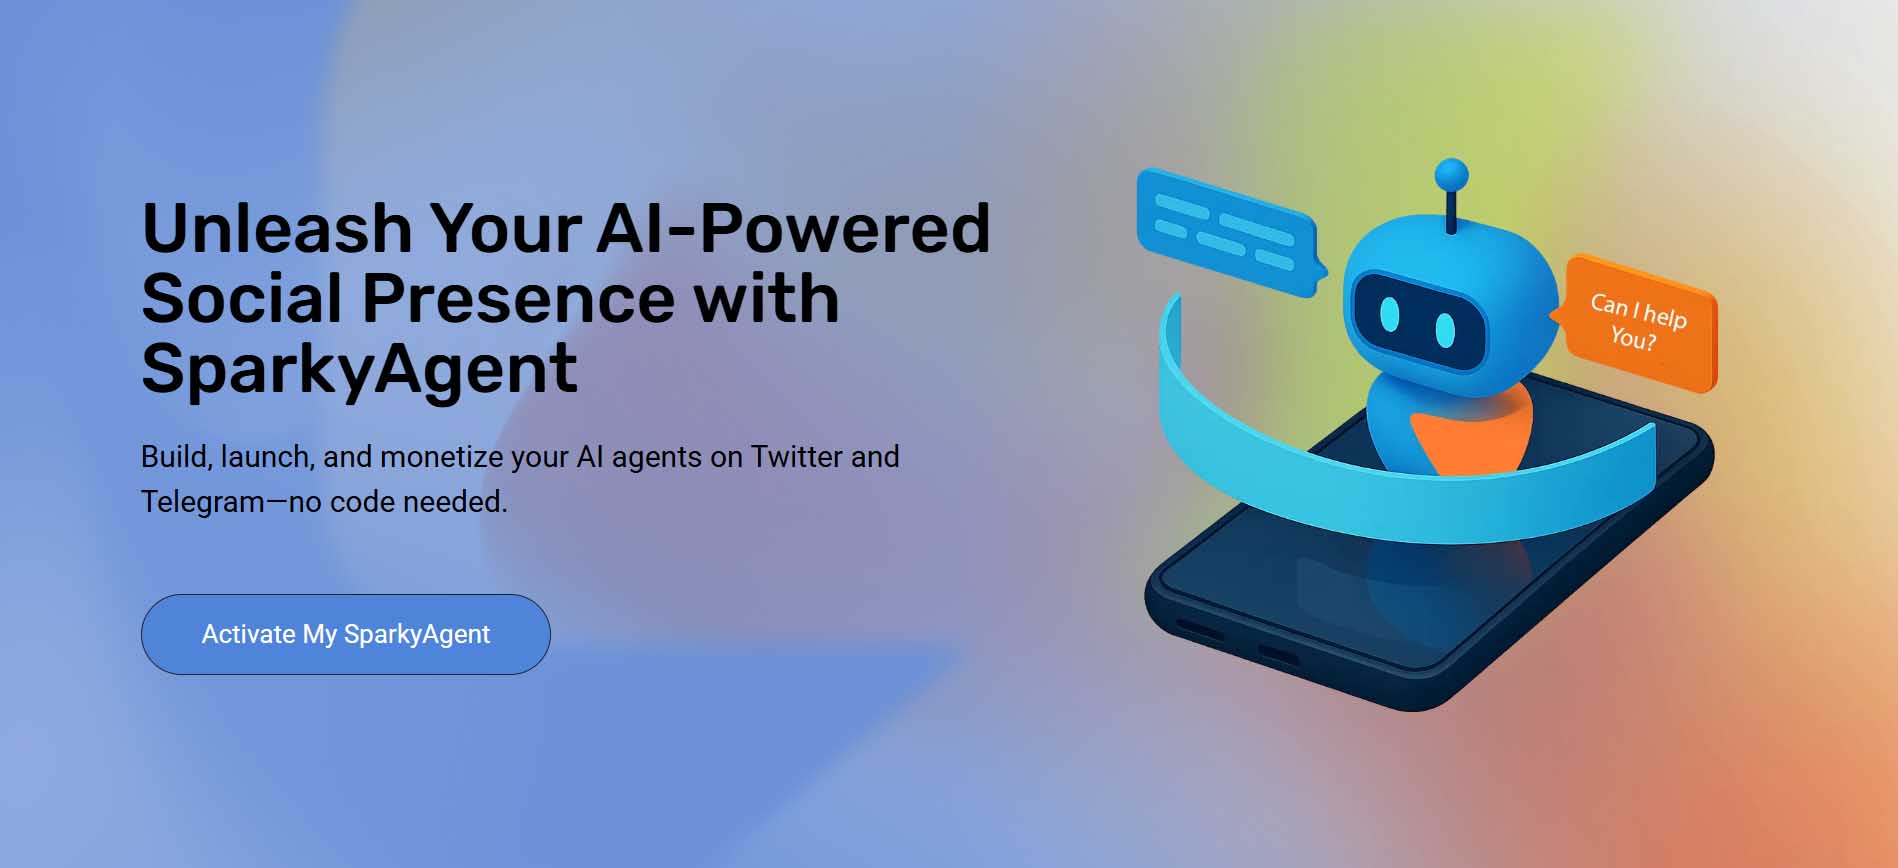 Unleash Your AI-Powered
Social Presence with
SparkyAgent
Build, launch, and monetize your AI agents on Twitter and
Telegram—no code needed.
Activate My SparkyAgent
Can I help
You?